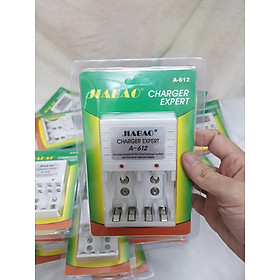 A-612
JIABAO
CHARGER
EXPERT
JIABAO
CHARGER EXPERT
A-612